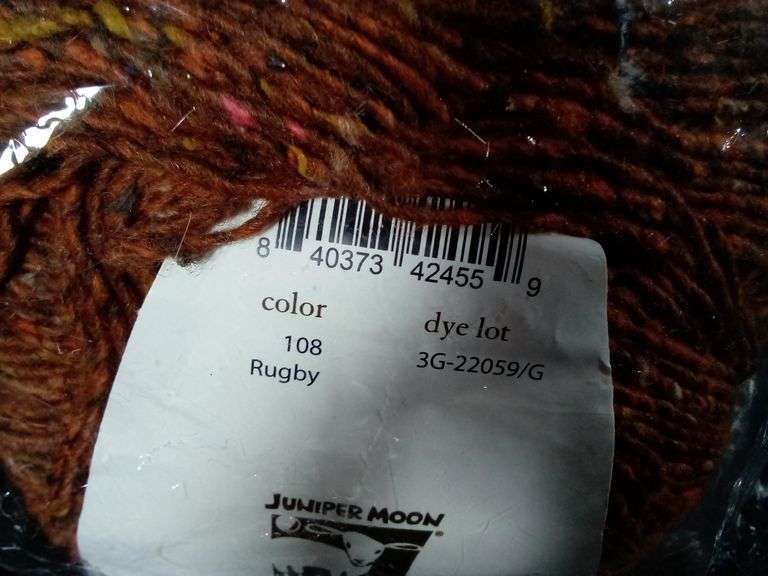 8 40373 42455 9
color dye lot
108 3G-22059/G
Rugby
JUNIPER MOON